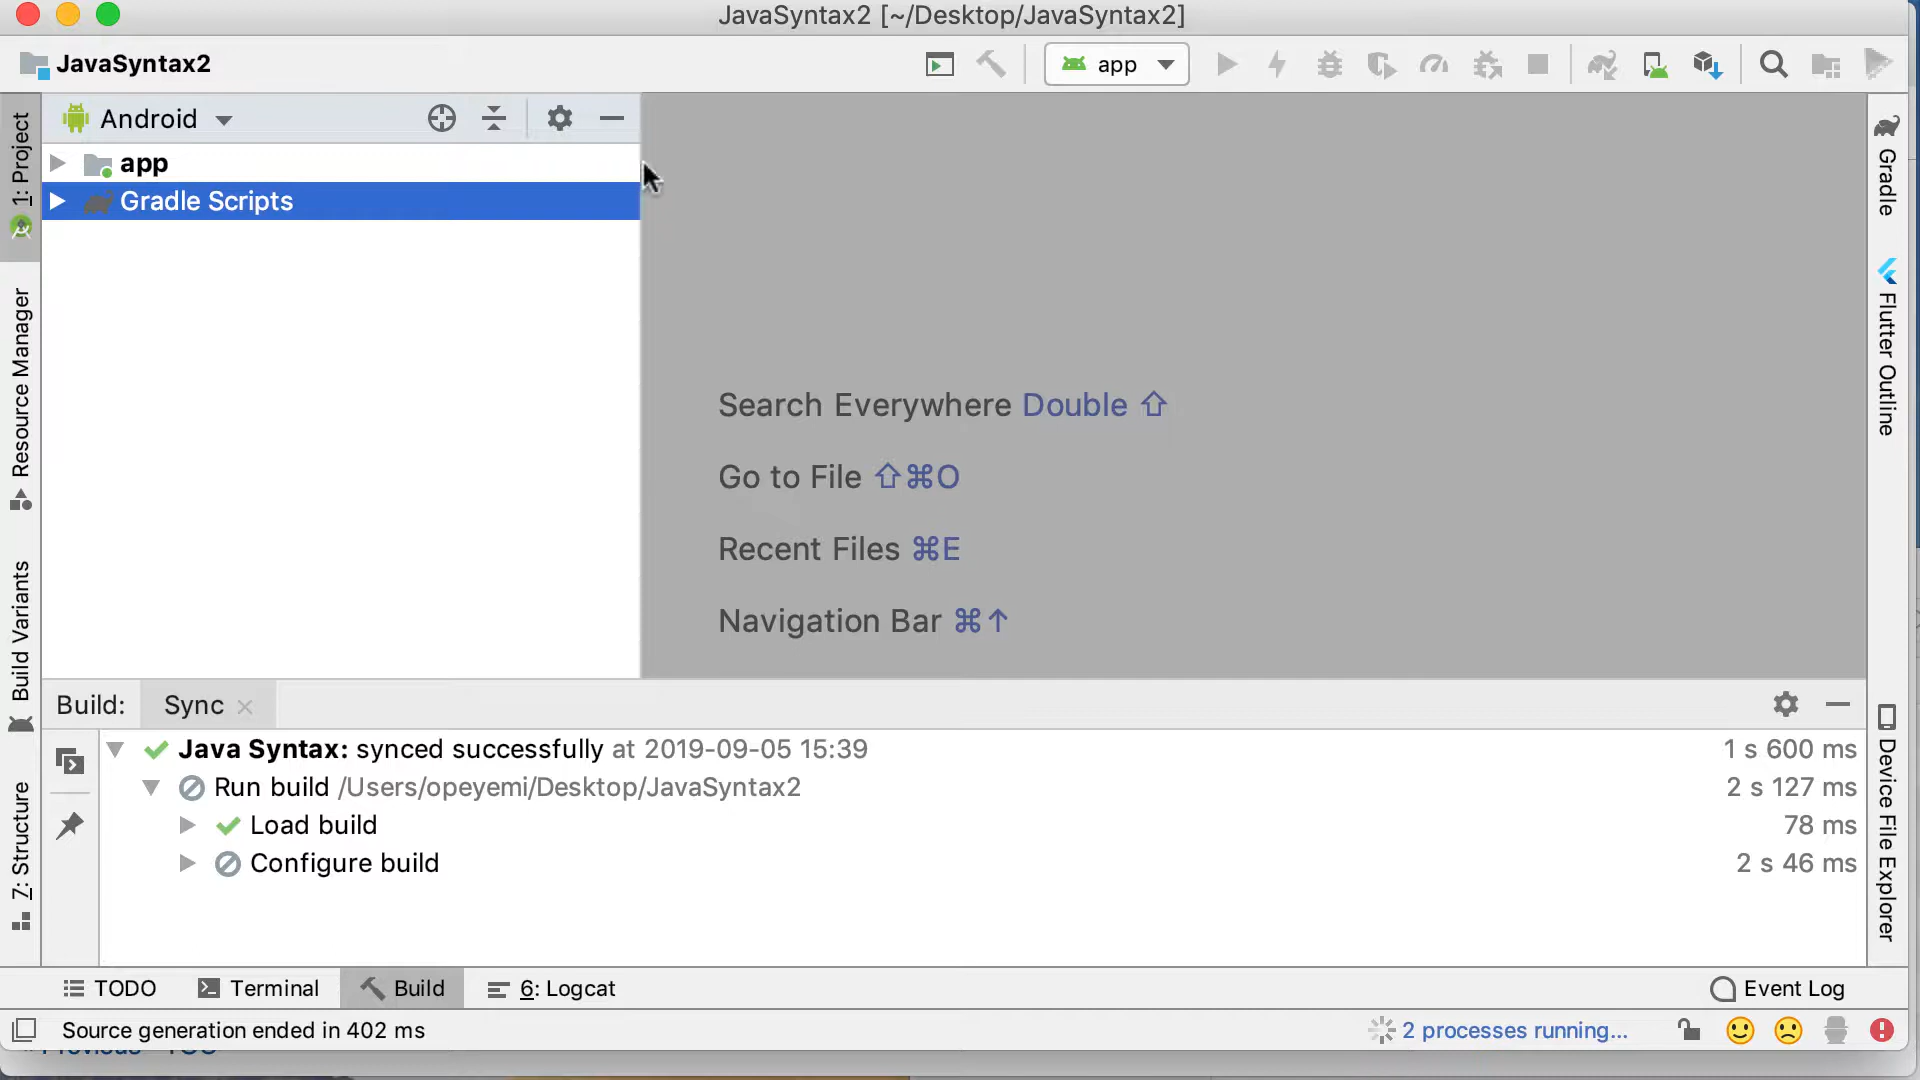 JavaSyntax2 [~/Desktop/JavaSyntax2]
JavaSyntax2
app
1: Project
Android
app
Gradle Scripts
Resource Manager
Build Variants
7: Structure
Search Everywhere Double ⇧
Go to File ⇧⌘O
Recent Files ⌘E
Navigation Bar ⌘↑
Gradle
Flutter Outline
Device File Explorer
Build: Sync
Java Syntax: synced successfully at 2019-09-05 15:39 1 s 600 ms
Run build /Users/opeyemi/Desktop/JavaSyntax2 2 s 127 ms
Load build 78 ms
Configure build 2 s 46 ms
TODO Terminal Build 6: Logcat Event Log
Source generation ended in 402 ms 2 processes running...